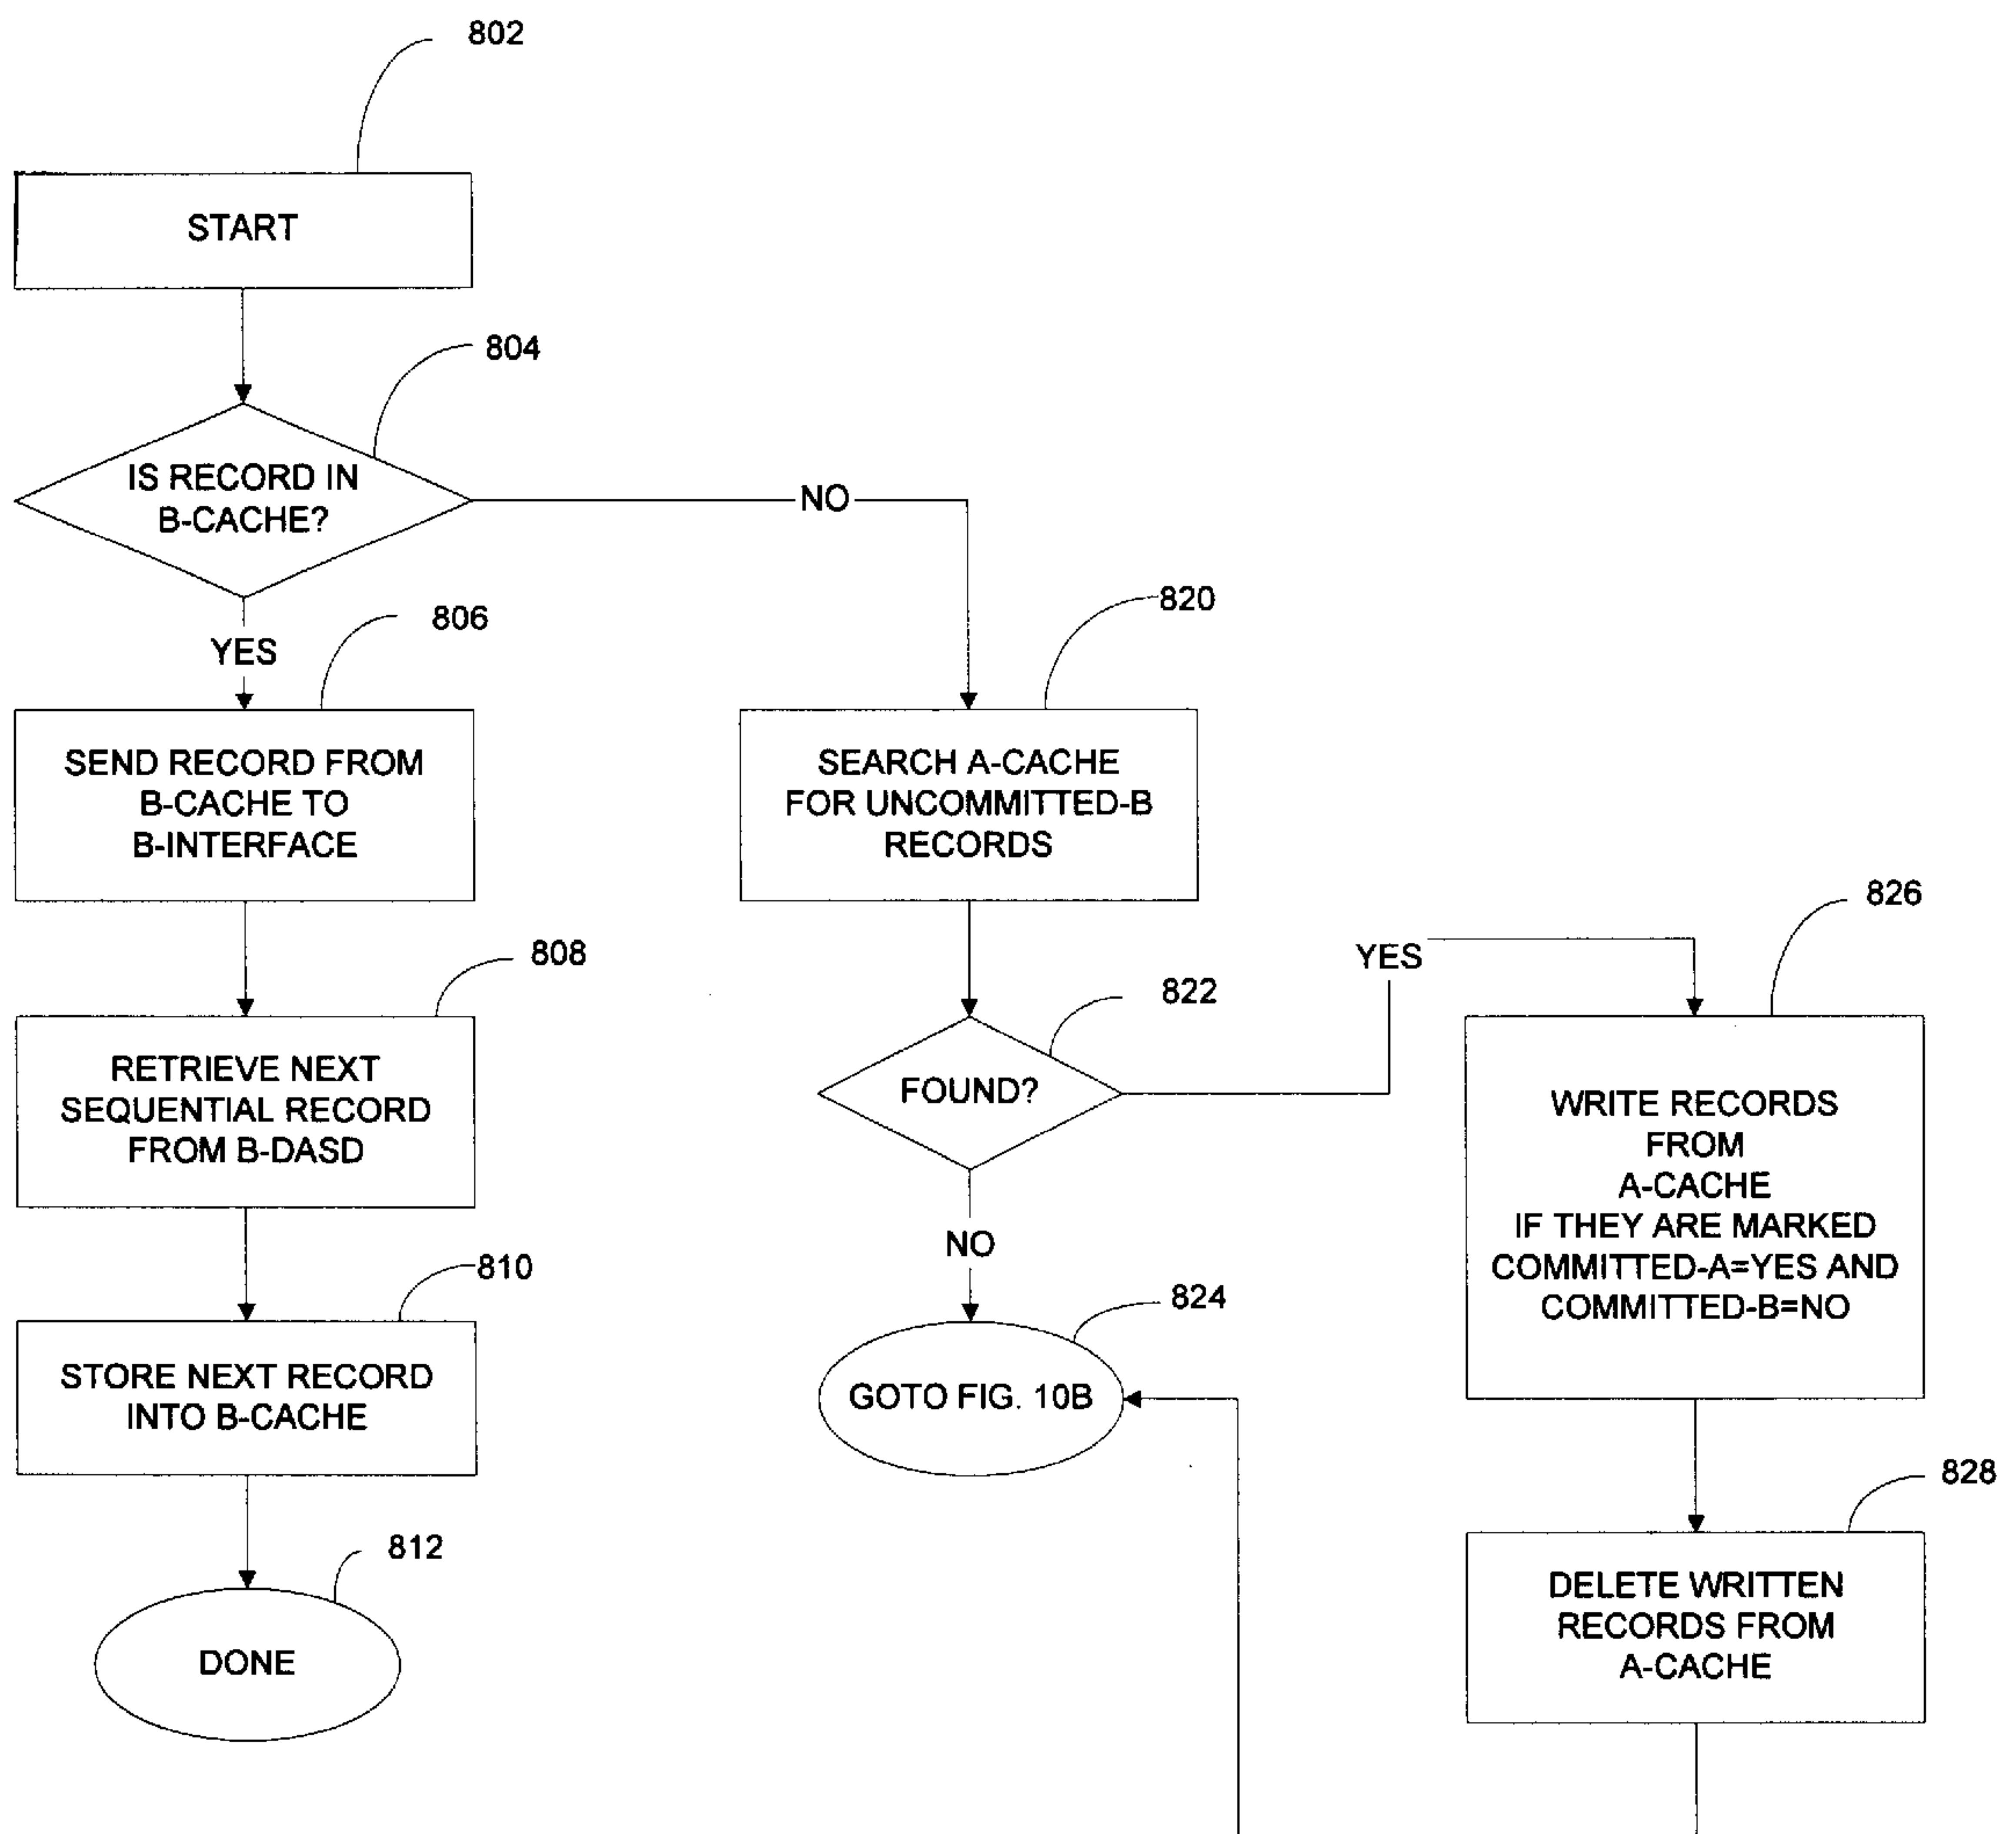 802
START
804
IS RECORD IN
B-CACHE?
NO
YES
806
SEND RECORD FROM
B-CACHE TO
B-INTERFACE
808
RETRIEVE NEXT
SEQUENTIAL RECORD
FROM B-DASD
810
STORE NEXT RECORD
INTO B-CACHE
812
DONE
820
SEARCH A-CACHE
FOR UNCOMMITTED-B
RECORDS
822
FOUND?
YES
NO
824
GOTO FIG. 10B
826
WRITE RECORDS
FROM
A-CACHE
IF THEY ARE MARKED
COMMITTED-A=YES AND
COMMITTED-B=NO
828
DELETE WRITTEN
RECORDS FROM
A-CACHE